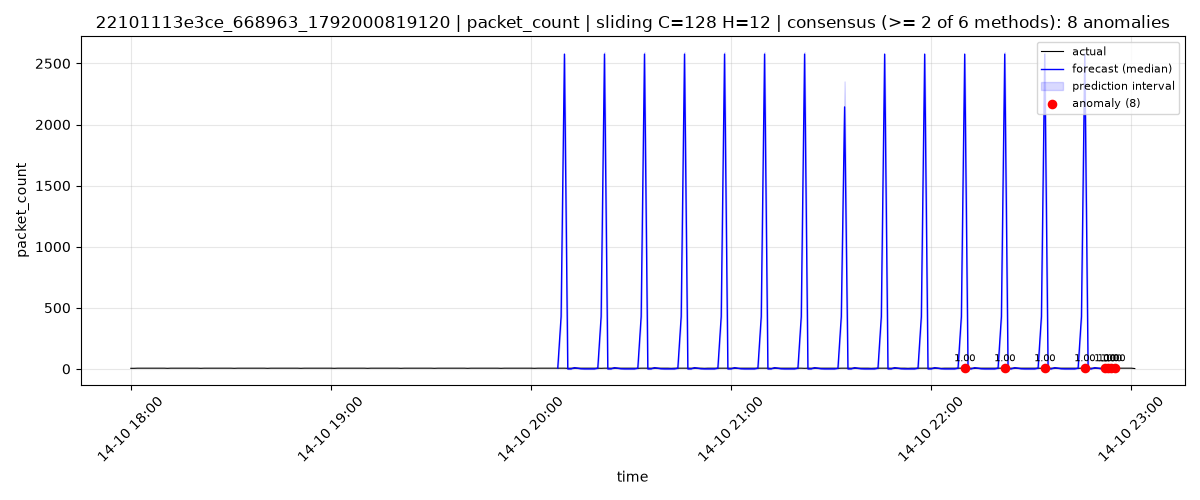 22101113e3ce_668963_1792000819120 | packet_count | sliding C=128 H=12 | consensus (>= 2 of 6 methods): 8 anomalies
actual
forecast (median)
prediction interval
anomaly (8)
packet_count
2500
2000
1500
1000
500
0
1.00 1.00 1.00 1.00
14-10 18:00
14-10 19:00
14-10 20:00
14-10 21:00
14-10 22:00
14-10 23:00
time